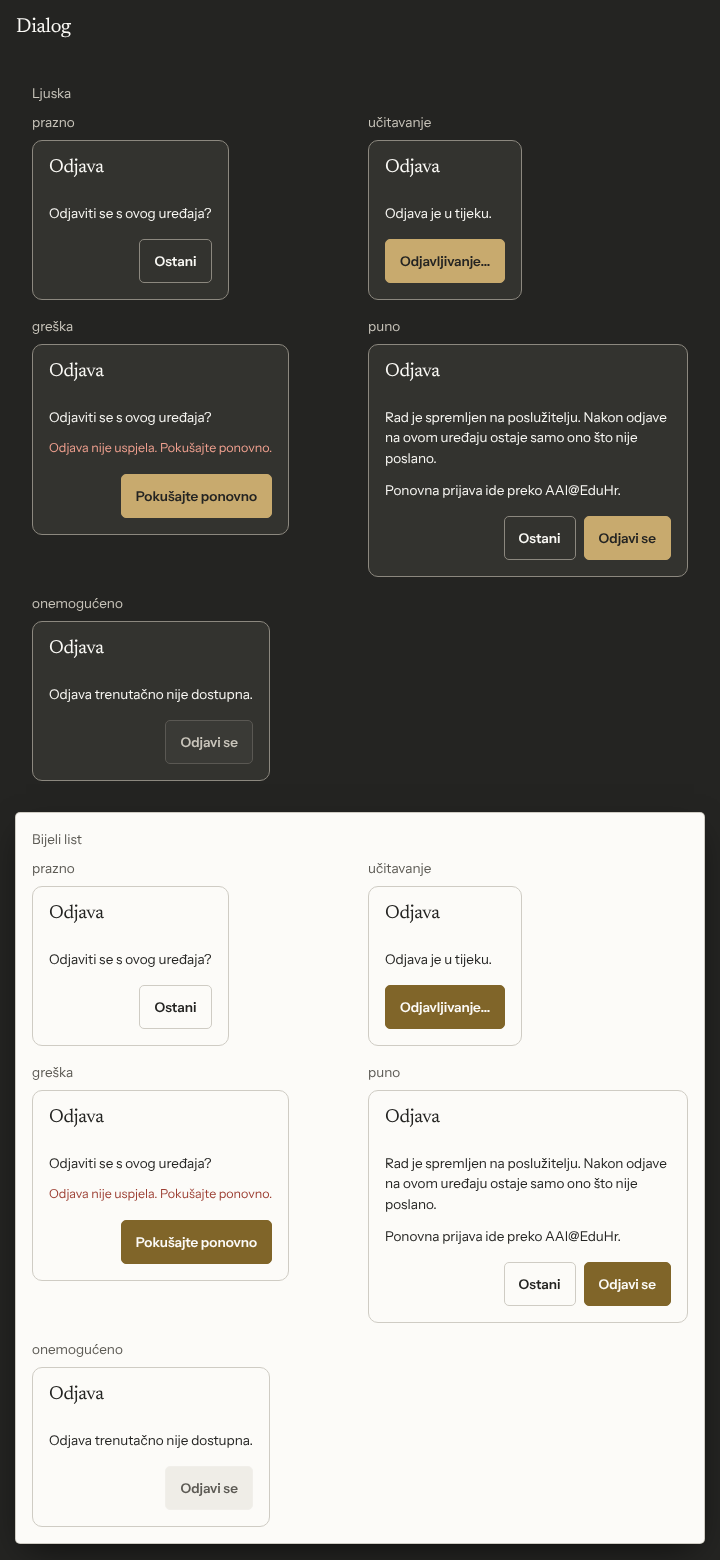 Dialog
Ljuska
prazno
Odjava
Odjaviti se s ovog uređaja?
Ostani
učitavanje
Odjava
Odjava je u tijeku.
Odjavljivanje…
greška
Odjava
Odjaviti se s ovog uređaja?
Odjava nije uspjela. Pokušajte ponovno.
Pokušajte ponovno
puno
Odjava
Rad je spremljen na poslužitelju. Nakon odjave
na ovom uređaju ostaje samo ono što nije
poslano.
Ponovna prijava ide preko AAI@EduHr.
Ostani
Odjavi se
onemogućeno
Odjava
Odjava trenutačno nije dostupna.
Odjavi se
Bijeli list
prazno
Odjava
Odjaviti se s ovog uređaja?
Ostani
učitavanje
Odjava
Odjava je u tijeku.
Odjavljivanje…
greška
Odjava
Odjaviti se s ovog uređaja?
Odjava nije uspjela. Pokušajte ponovno.
Pokušajte ponovno
puno
Odjava
Rad je spremljen na poslužitelju. Nakon odjave
na ovom uređaju ostaje samo ono što nije
poslano.
Ponovna prijava ide preko AAI@EduHr.
Ostani
Odjavi se
onemogućeno
Odjava
Odjava trenutačno nije dostupna.
Odjavi se